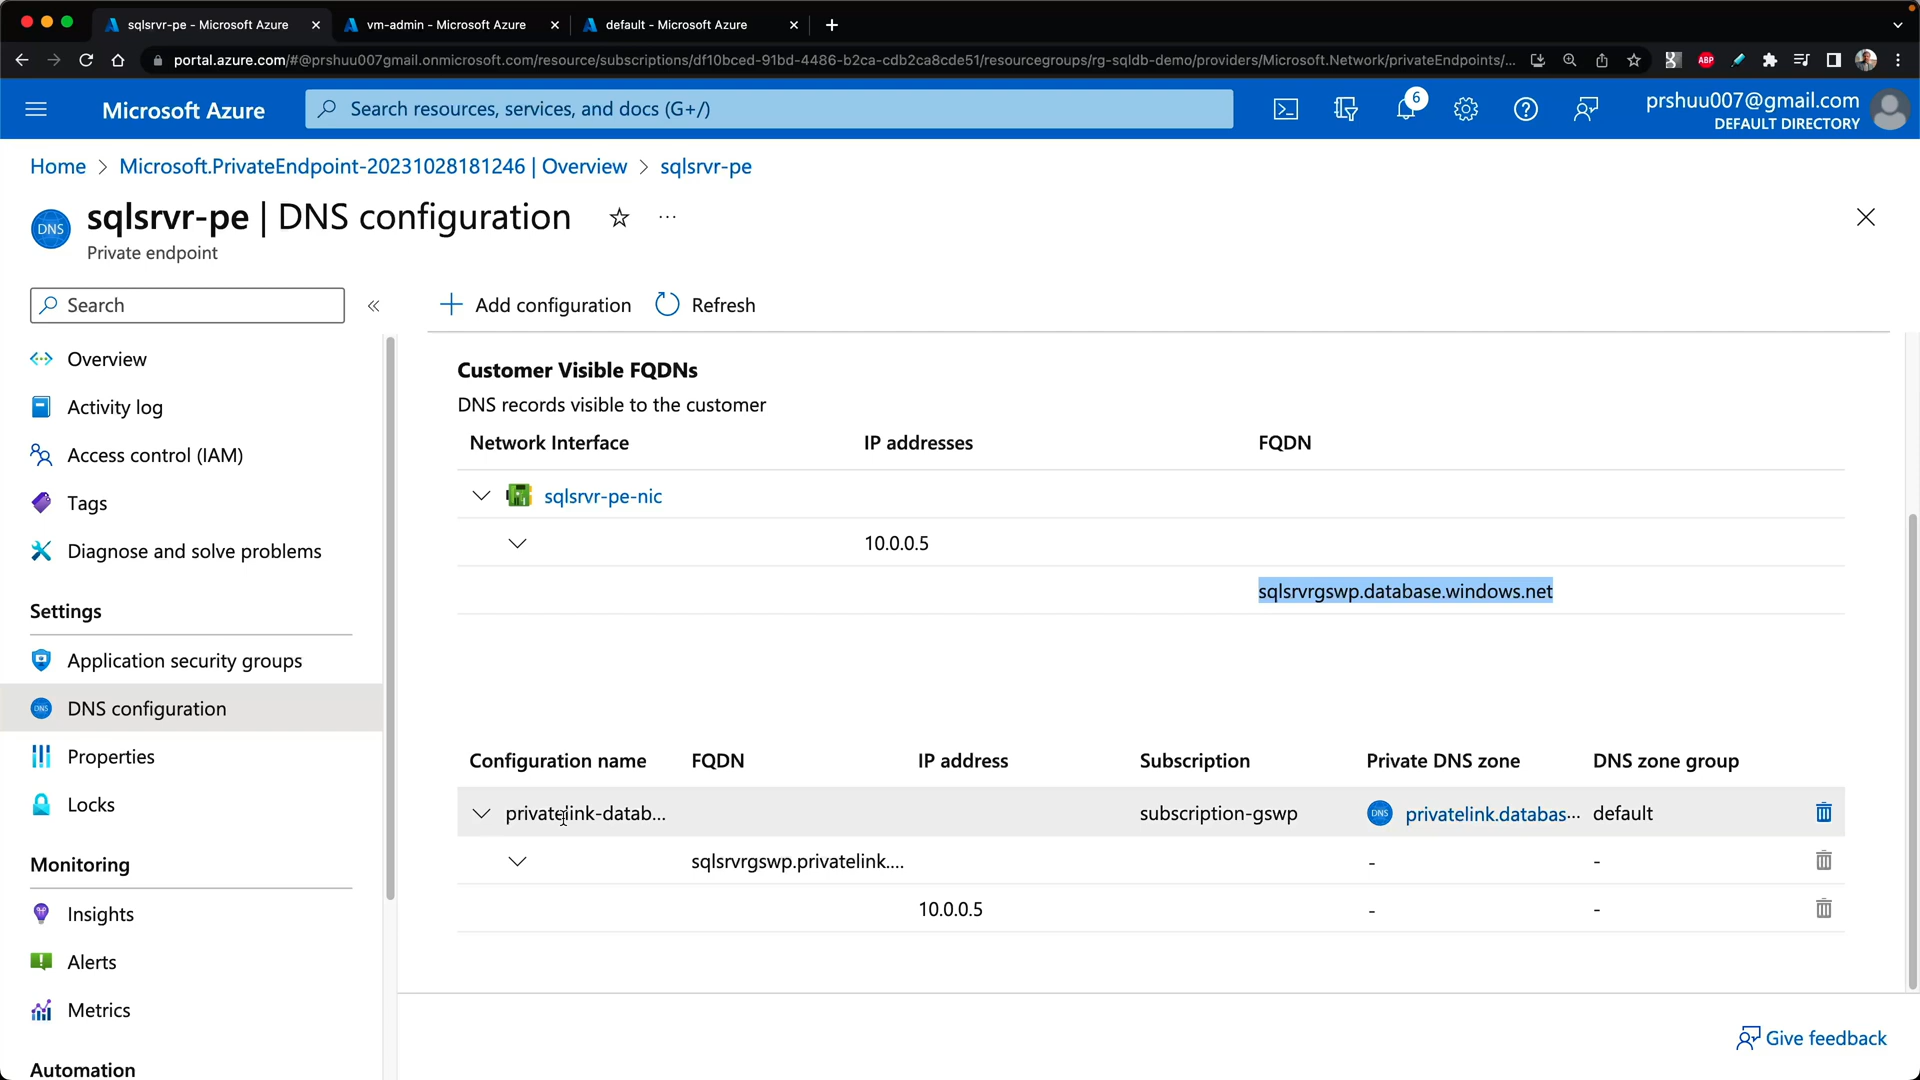 sqlsrvr-pe - Microsoft Azure
vm-admin - Microsoft Azure
default - Microsoft Azure
portal.azure.com/#@prshuu007gmail.onmicrosoft.com/resource/subscriptions/df10bced-91bd-4486-b2ca-cdb2ca8cde51/resourcegroups/rg-sqldb-demo/providers/Microsoft.Network/privateEndpoints/...
ABP
Microsoft Azure
Search resources, services, and docs (G+/)
6
prshuu007@gmail.com
DEFAULT DIRECTORY
Home > Microsoft.PrivateEndpoint-20231028181246 | Overview > sqlsrvr-pe
DNS
sqlsrvr-pe | DNS configuration
...
Private endpoint
Search
«
Add configuration
Refresh
Overview
Activity log
Access control (IAM)
Tags
Diagnose and solve problems
Settings
Application security groups
DNS
DNS configuration
Properties
Locks
Monitoring
Insights
Alerts
Metrics
Automation
Customer Visible FQDNs
DNS records visible to the customer
Network Interface IP addresses FQDN
sqlsrvr-pe-nic
10.0.0.5
sqlsrvrgswp.database.windows.net
Configuration name FQDN IP address Subscription Private DNS zone DNS zone group
privatelink-datab... subscription-gswp DNS privatelink.databas... default
sqlsrvrgswp.privatelink.... - -
10.0.0.5 - -
Give feedback